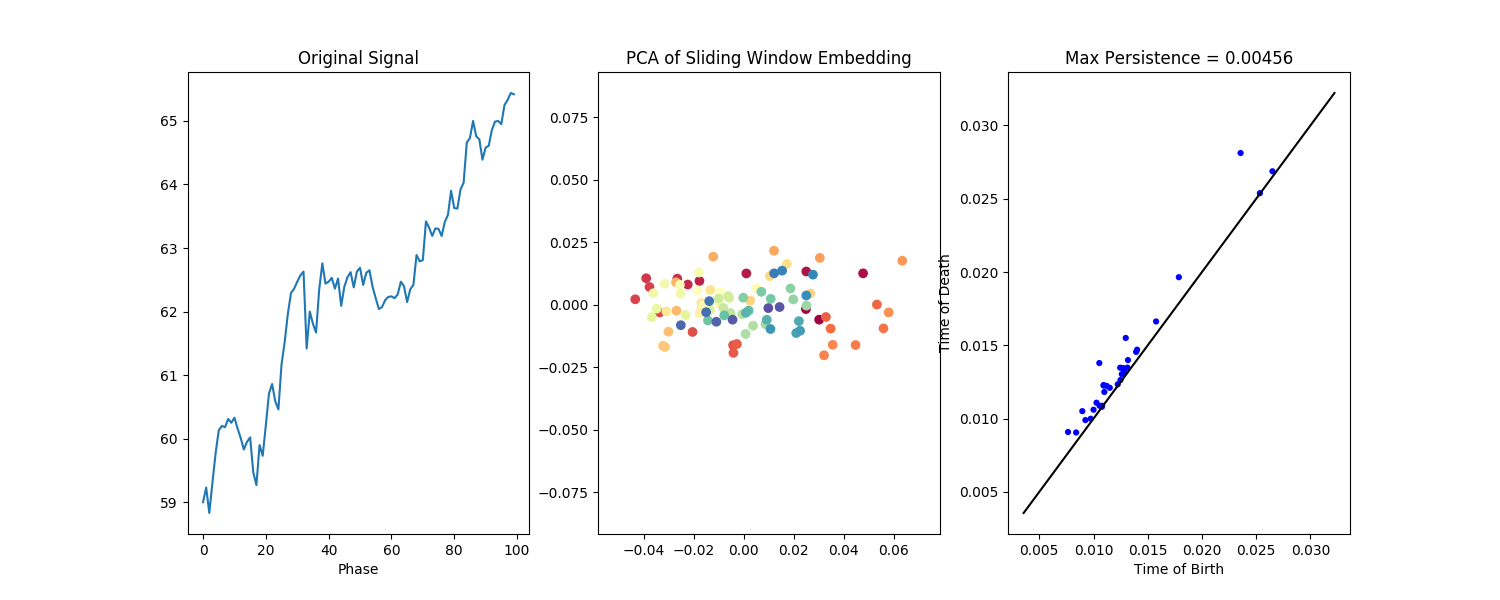 Original Signal
65
64
63
62
61
60
59
0 20 40 60 80 100
Phase
PCA of Sliding Window Embedding
0.075
0.050
0.025
0.000
−0.025
−0.050
−0.075
−0.04 −0.02 0.00 0.02 0.04 0.06
Max Persistence = 0.00456
Time of Death
0.030
0.025
0.020
0.015
0.010
0.005
0.005 0.010 0.015 0.020 0.025 0.030
Time of Birth